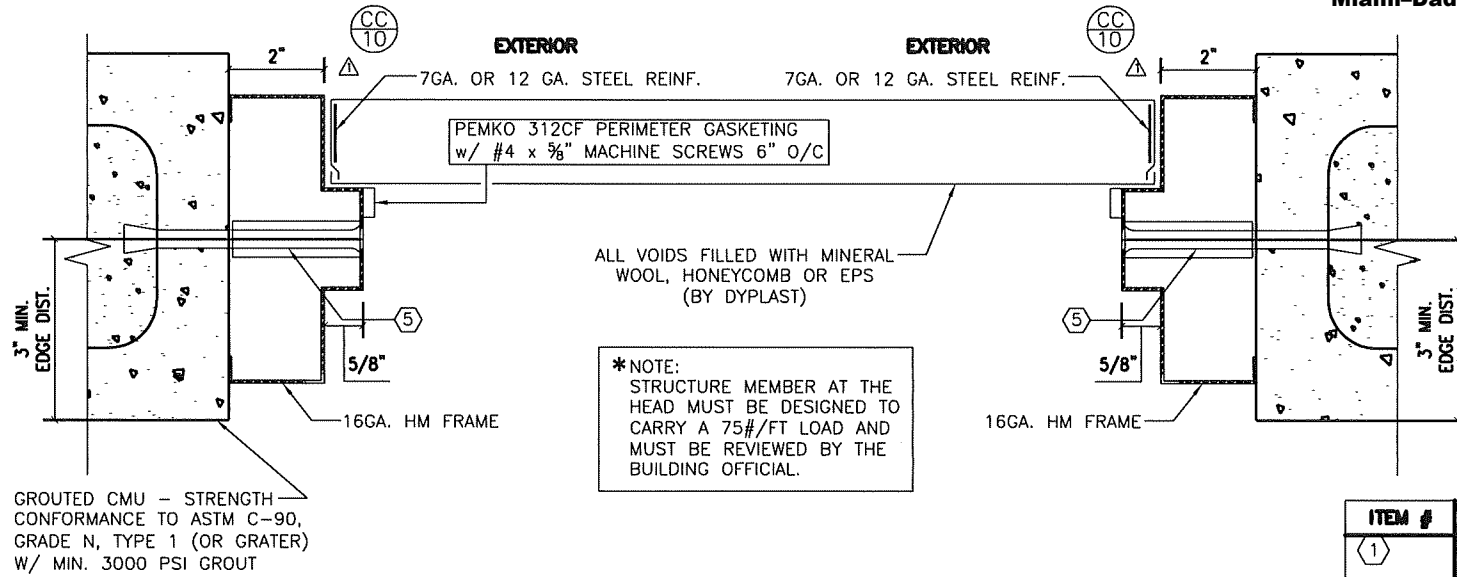 Miami-Dad
CC
10
EXTERIOR
EXTERIOR
CC
10
2"
1
7GA. OR 12 GA. STEEL REINF.
7GA. OR 12 GA. STEEL REINF.
1
2"
PEMKO 312CF PERIMETER GASKETING
w/ #4 x 5/8" MACHINE SCREWS 6" O/C
ALL VOIDS FILLED WITH MINERAL
WOOL, HONEYCOMB OR EPS
(BY DYPLAST)
3" MIN.
EDGE DIST.
5
5
3" MIN.
EDGE DIST.
5/8"
5/8"
*NOTE:
STRUCTURE MEMBER AT THE
HEAD MUST BE DESIGNED TO
CARRY A 75#/FT LOAD AND
MUST BE REVIEWED BY THE
BUILDING OFFICIAL.
16GA. HM FRAME
16GA. HM FRAME
GROUTED CMU – STRENGTH
CONFORMANCE TO ASTM C-90,
GRADE N, TYPE 1 (OR GRATER)
W/ MIN. 3000 PSI GROUT
ITEM #
1